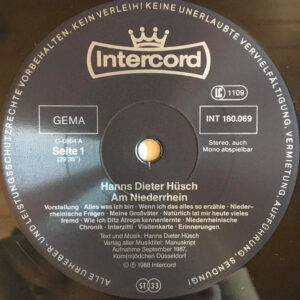 ALLE URHEBER- UND LEISTUNGSSCHUTZRECHTE VORBEHALTEN. KEIN VERLEIH! KEINE UNERLAUBTE VERVIELFÄLTIGUNG, VERMIETUNG, AUFFÜHRUNG, SENDUNG!
Intercord
LC 1109
GEMA
INT 180.069
Seite 1
Stereo, auch
Mono abspielbar
Hanns Dieter Hüsch
Am Niederrhein
Vorstellung · Alles was ich bin · Wenn ich das alles so erzähle · Nieder-
rheinische Fragen · Meine Großväter · Natürlich ist mir heute vieles
fremd · Wie ich Ditz Atrops kennenlernte · Niederrheinische
Chronik · Interzitti · Visitenkarte · Erinnerungen
Text und Musik: Hanns Dieter Hüsch
Verlag aller Musiktitel: Manuskript
Aufnahme September 1987,
Kom(m)ödchen Düsseldorf
Ⓟ 1988 Intercord
ST 33